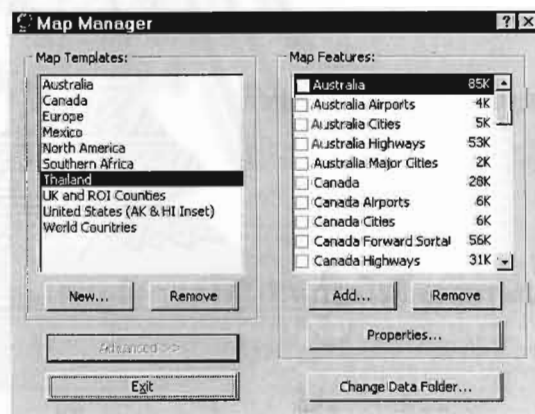 Map Manager
Map Templates:
Australia
Canada
Europe
Mexico
North America
Southern Africa
Thailand
UK and ROI Counties
United States (AK & HI Inset)
World Countries
New...
Remove
Advanced >>
Exit
Map Features:
Australia 85K
Australia Airports 4K
Australia Cities 5K
Australia Highways 53K
Australia Major Cities 2K
Canada 28K
Canada Airports 6K
Canada Cities 6K
Canada Forward Sortal 56K
Canada Highways 31K
Add...
Remove
Properties...
Change Data Folder...